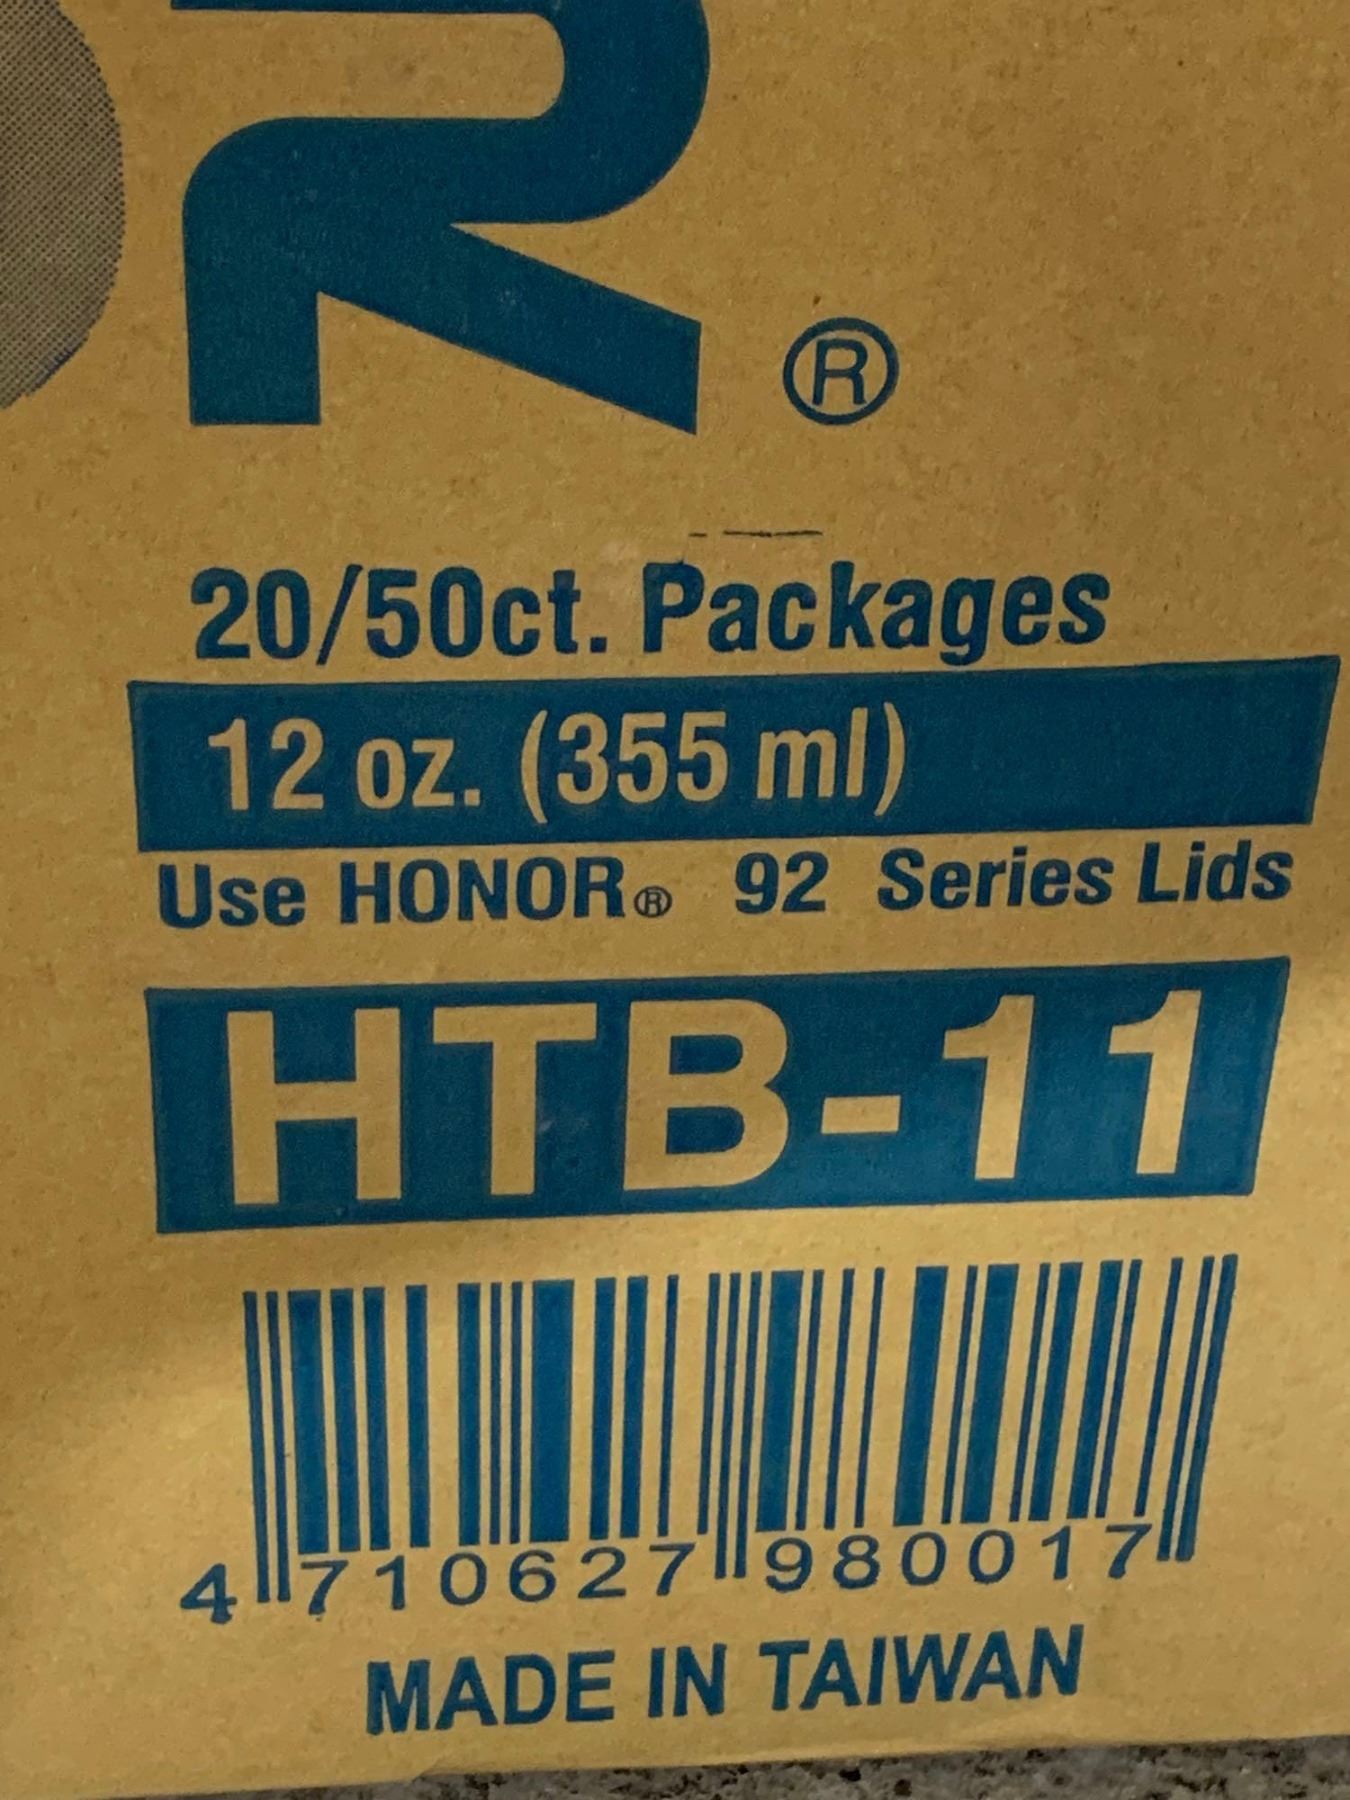 R®
20/50ct. Packages
12 oz. (355 ml)
Use HONOR® 92 Series Lids
HTB-11
4 710627 980017
MADE IN TAIWAN